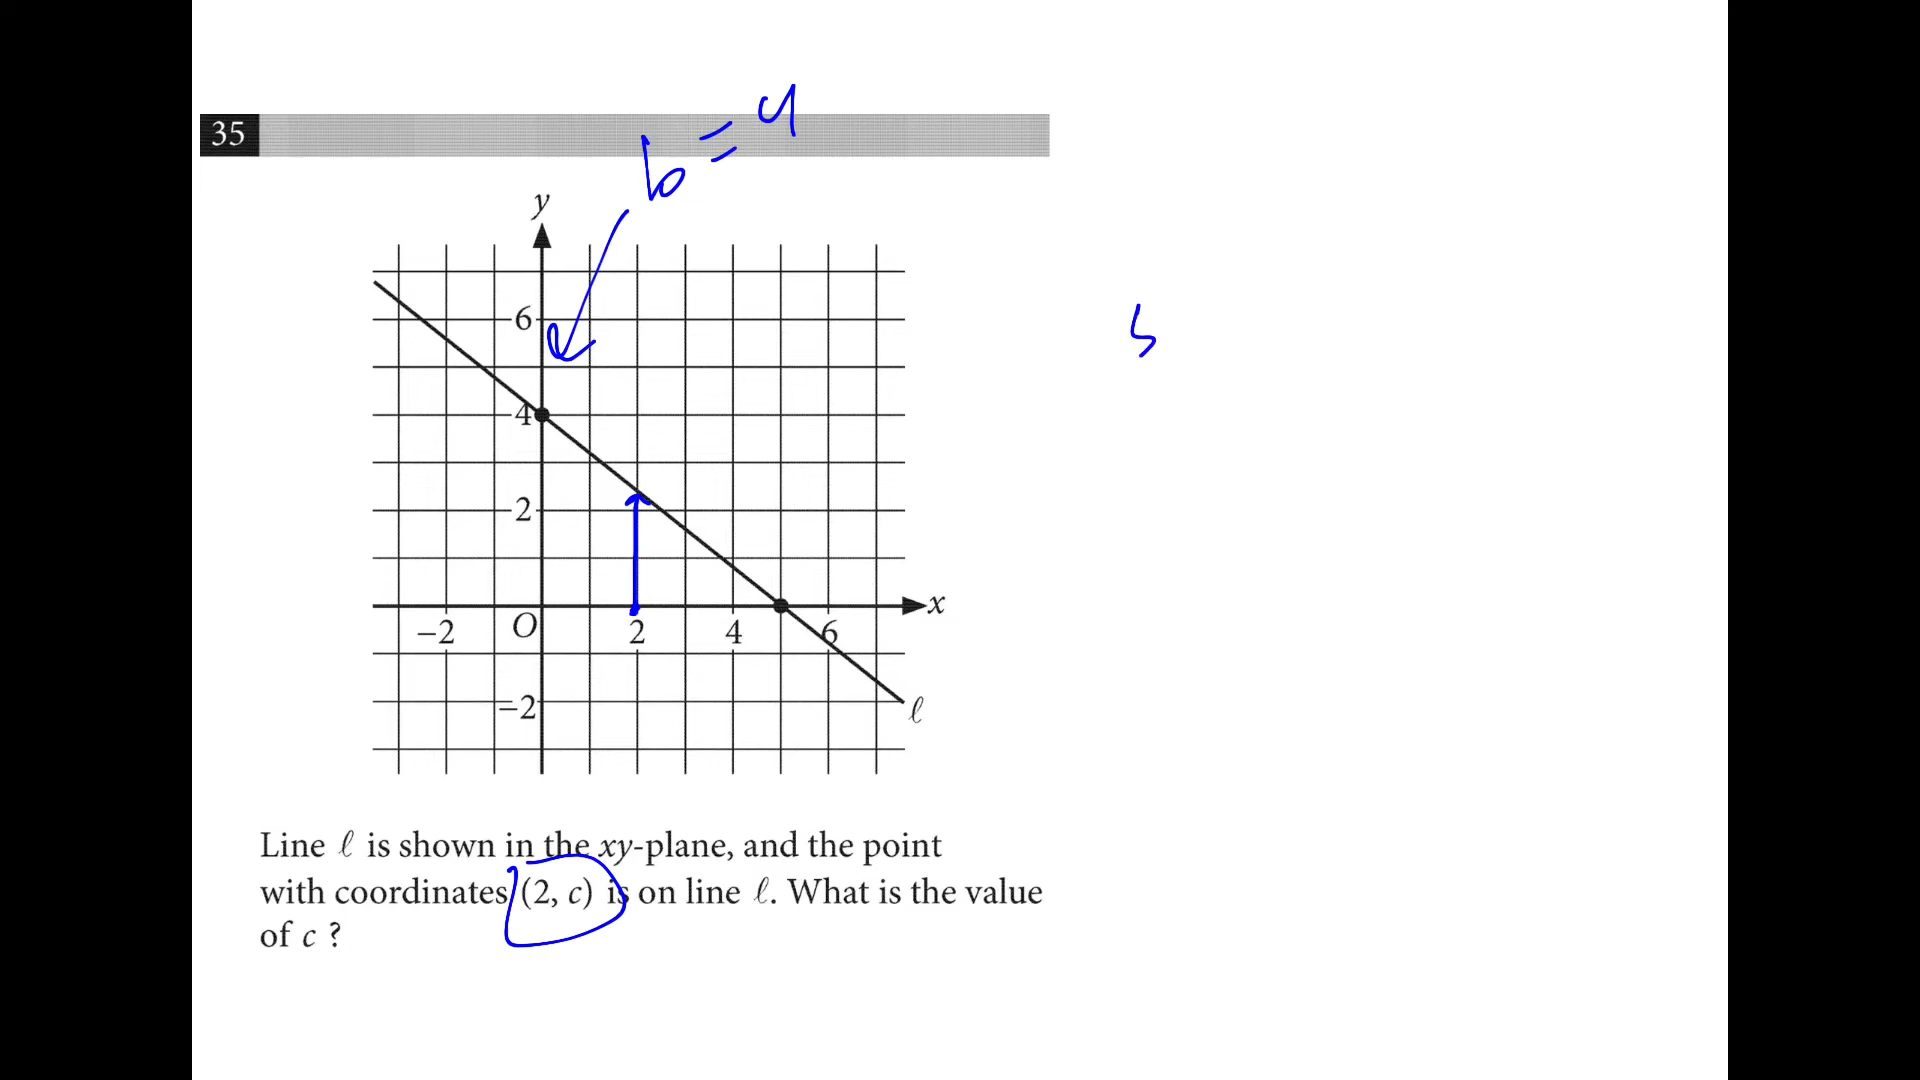 35
b = 4
y
6
4
2
-2
O
2
4
6
x
-2
ℓ
Line ℓ is shown in the xy-plane, and the point
with coordinates (2, c) is on line ℓ. What is the value
of c ?